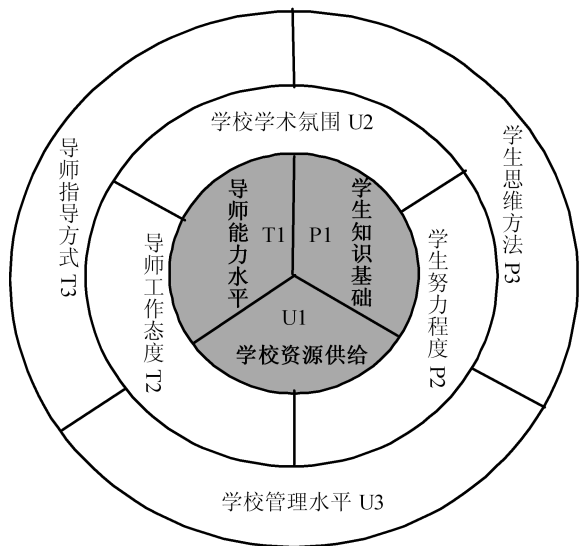 学校学术氛围 U2
导师指导方式 T3
学生思维方法 P3
导师能力水平
T1
P1
学生知识基础
导师工作态度 T2
学生努力程度 P2
U1
学校资源供给
学校管理水平 U3